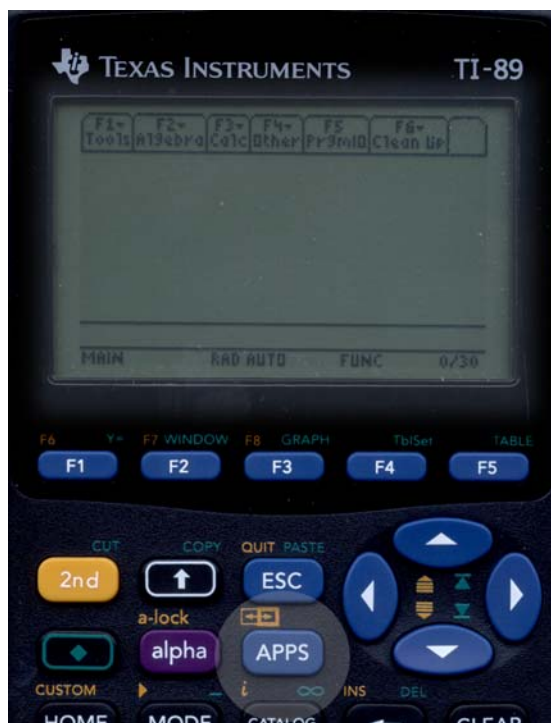 TEXAS INSTRUMENTS TI-89
F1 F2 F3 F4 F5 F6
Tools Algebra Calc Other PrgmIO Clean Up
MAIN RAD AUTO FUNC 0/30
F6 Y= F7 WINDOW F8 GRAPH TblSet TABLE
F1 F2 F3 F4 F5
CUT COPY QUIT PASTE
2nd ESC
a-lock
alpha APPS
CUSTOM i ∞ INS DEL
HOME MODE CATALOG CLEAR